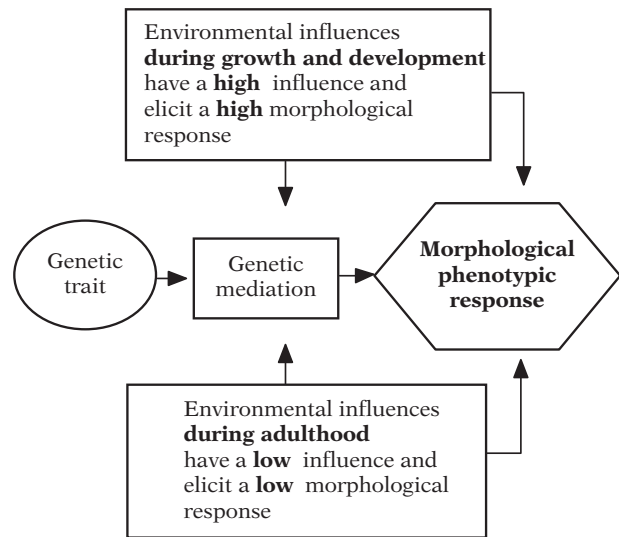 Environmental influences
during growth and development
have a high influence and
elicit a high morphological
response
Genetic
trait
Genetic
mediation
Morphological
phenotypic
response
Environmental influences
during adulthood
have a low influence and
elicit a low morphological
response